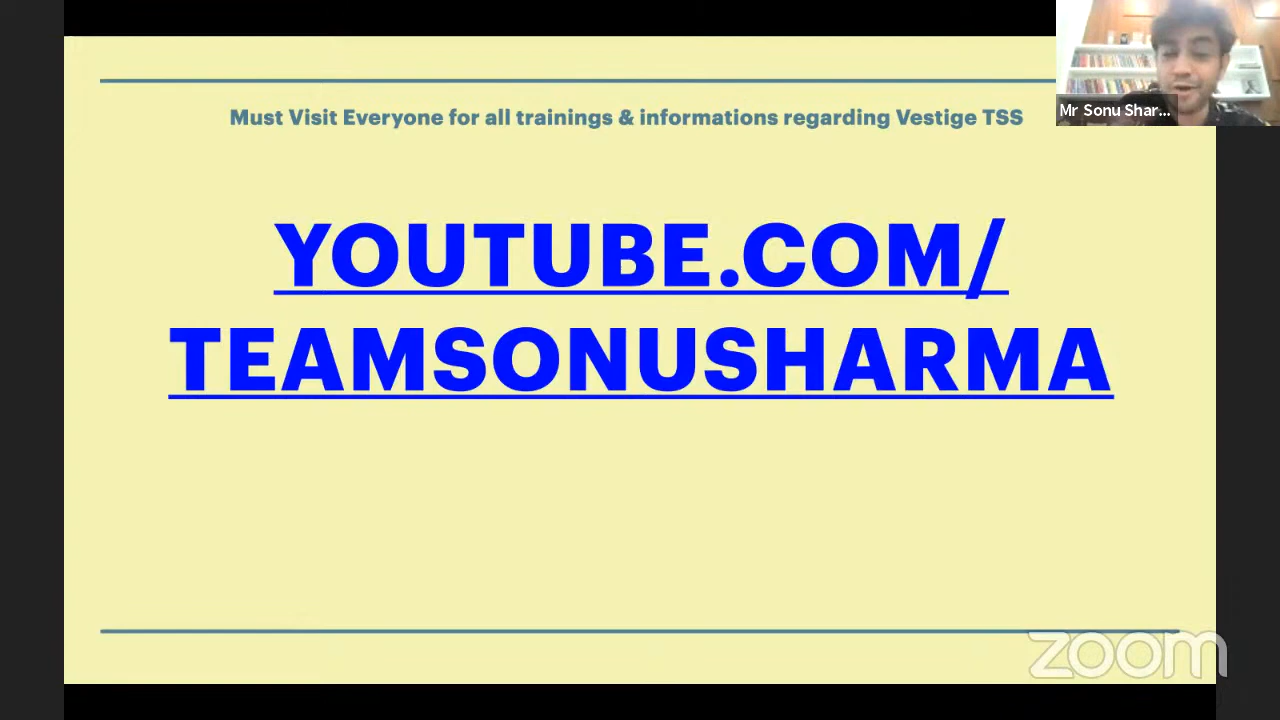 Must Visit Everyone for all trainings & informations regarding Vestige TSS
Mr Sonu Shar...
YOUTUBE.COM/
TEAMSONUSHARMA
zoom